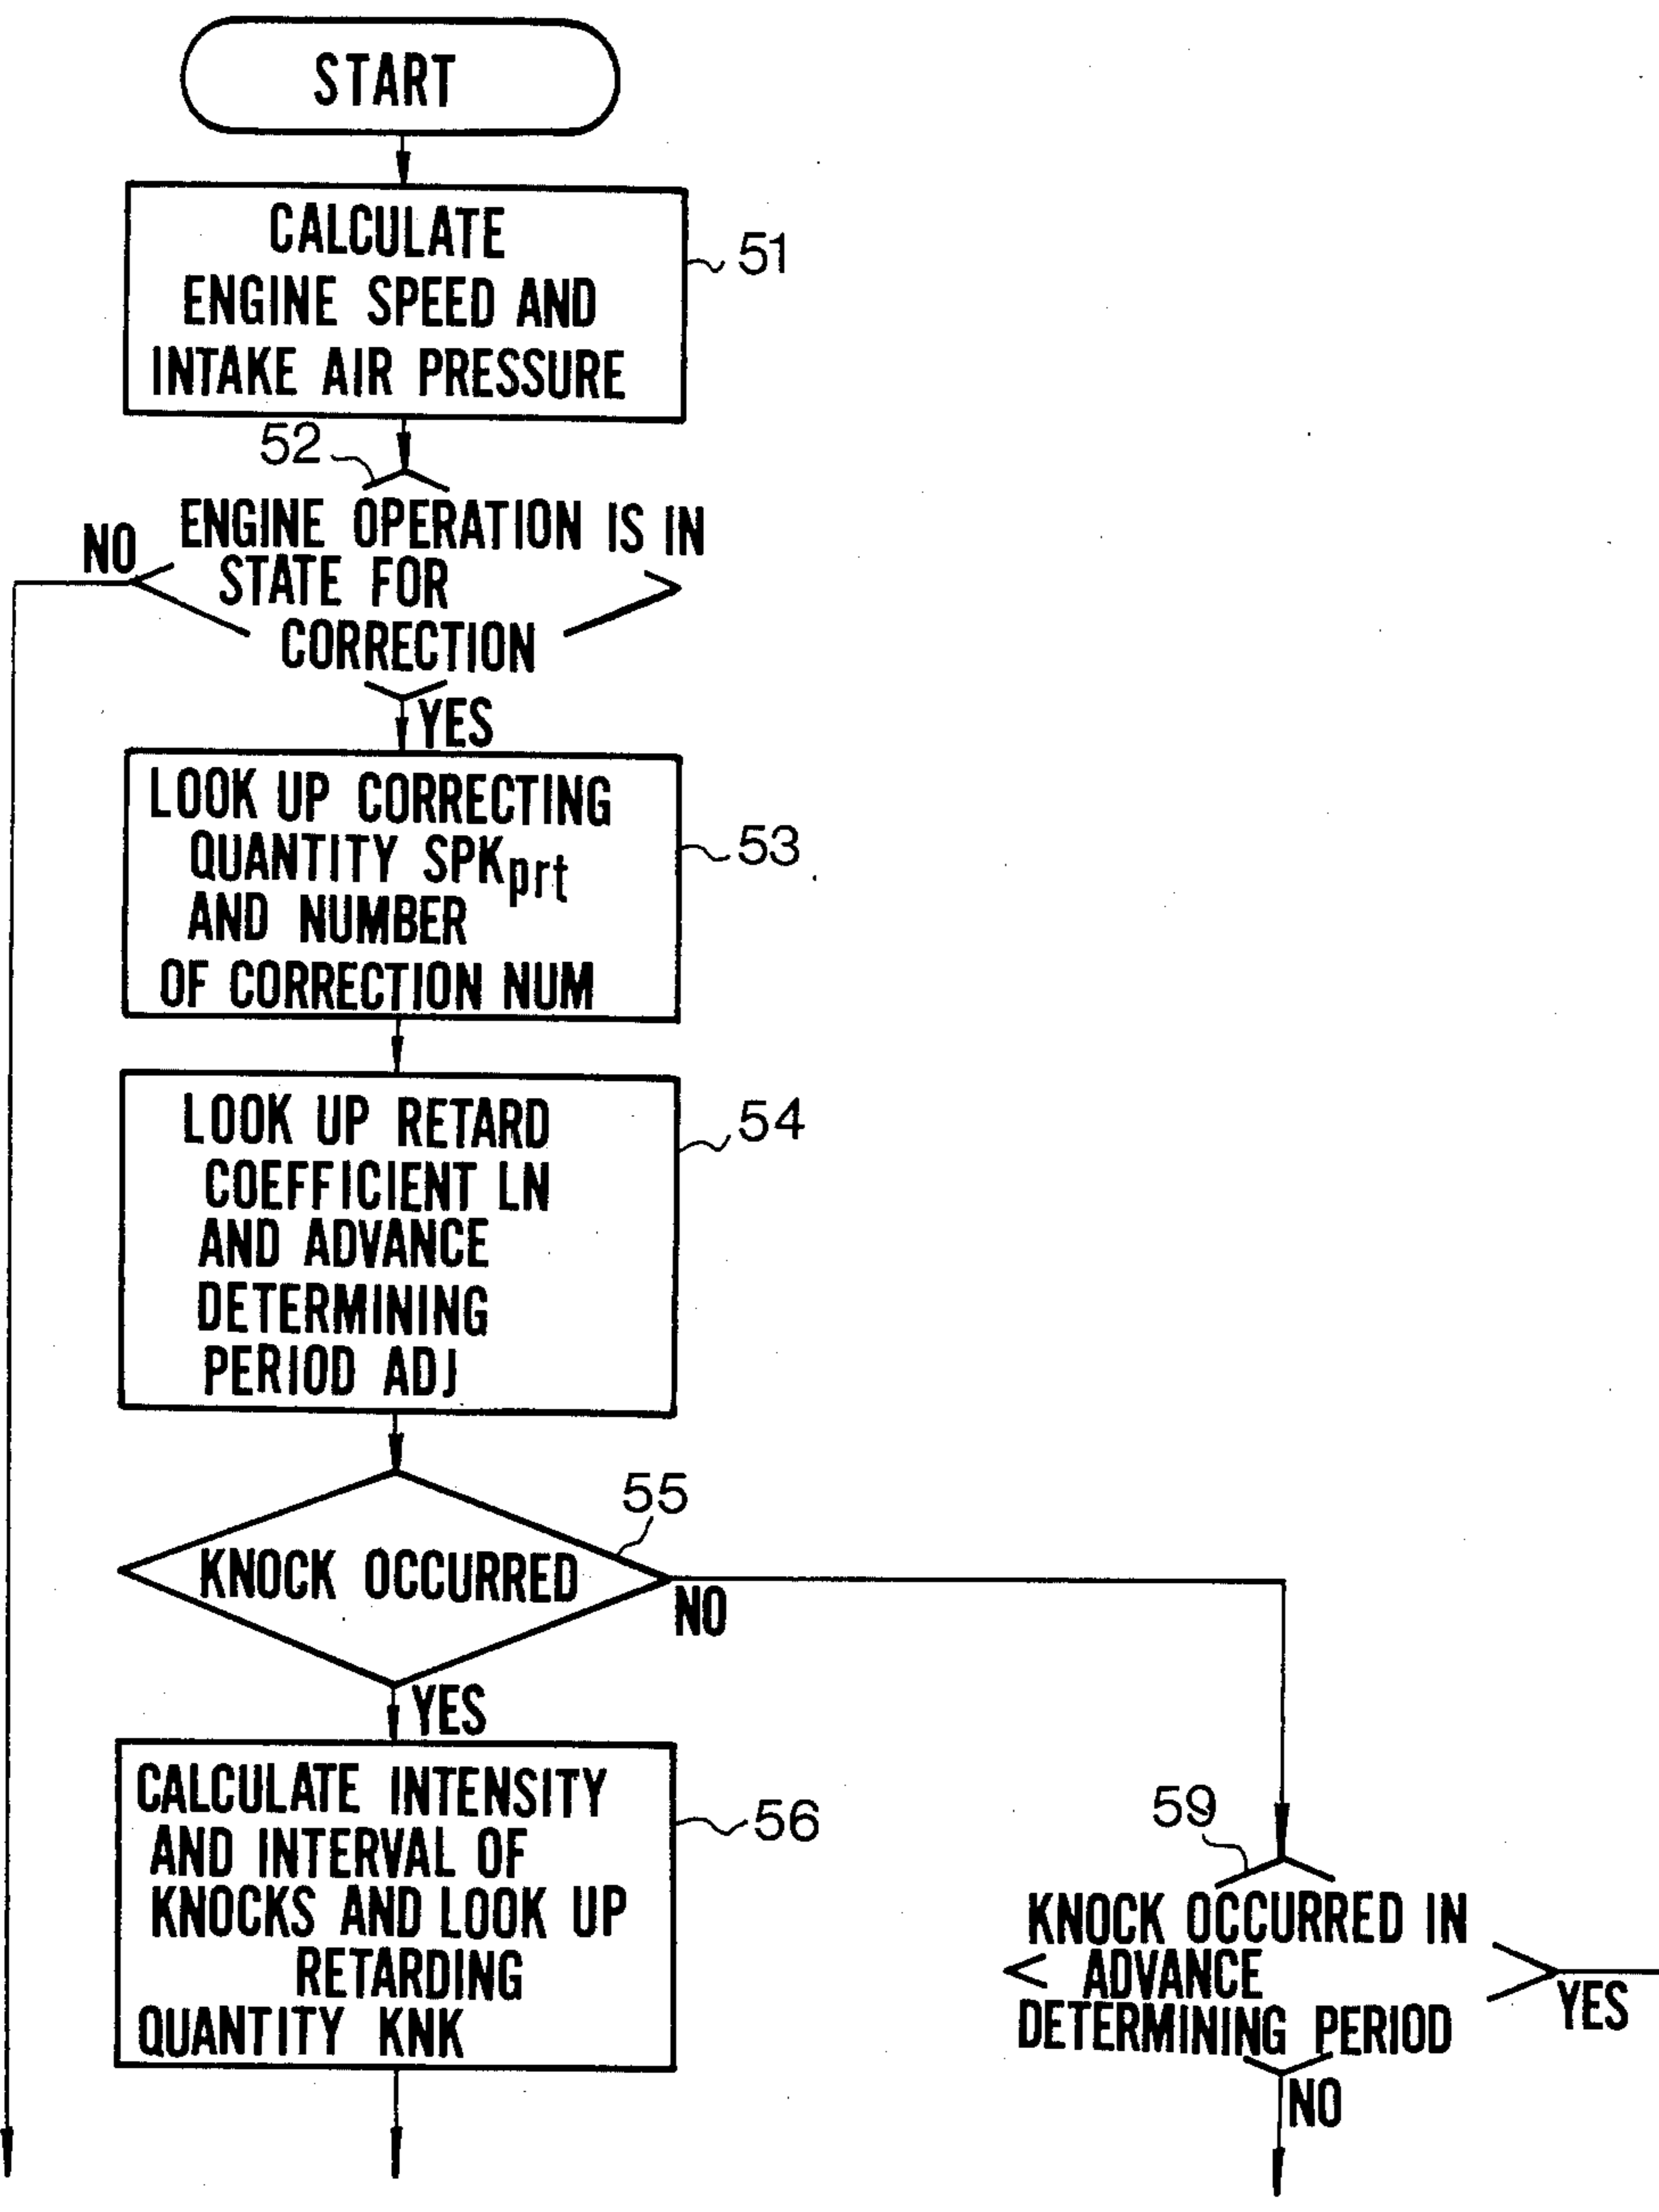 START
CALCULATE
ENGINE SPEED AND
INTAKE AIR PRESSURE
51
52
ENGINE OPERATION IS IN
STATE FOR
CORRECTION
NO
YES
LOOK UP CORRECTING
QUANTITY SPKprt
AND NUMBER
OF CORRECTION NUM
53
LOOK UP RETARD
COEFFICIENT LN
AND ADVANCE
DETERMINING
PERIOD ADJ
54
55
KNOCK OCCURRED
NO
YES
CALCULATE INTENSITY
AND INTERVAL OF
KNOCKS AND LOOK UP
RETARDING
QUANTITY KNK
56
59
KNOCK OCCURRED IN
ADVANCE
DETERMINING PERIOD
YES
NO